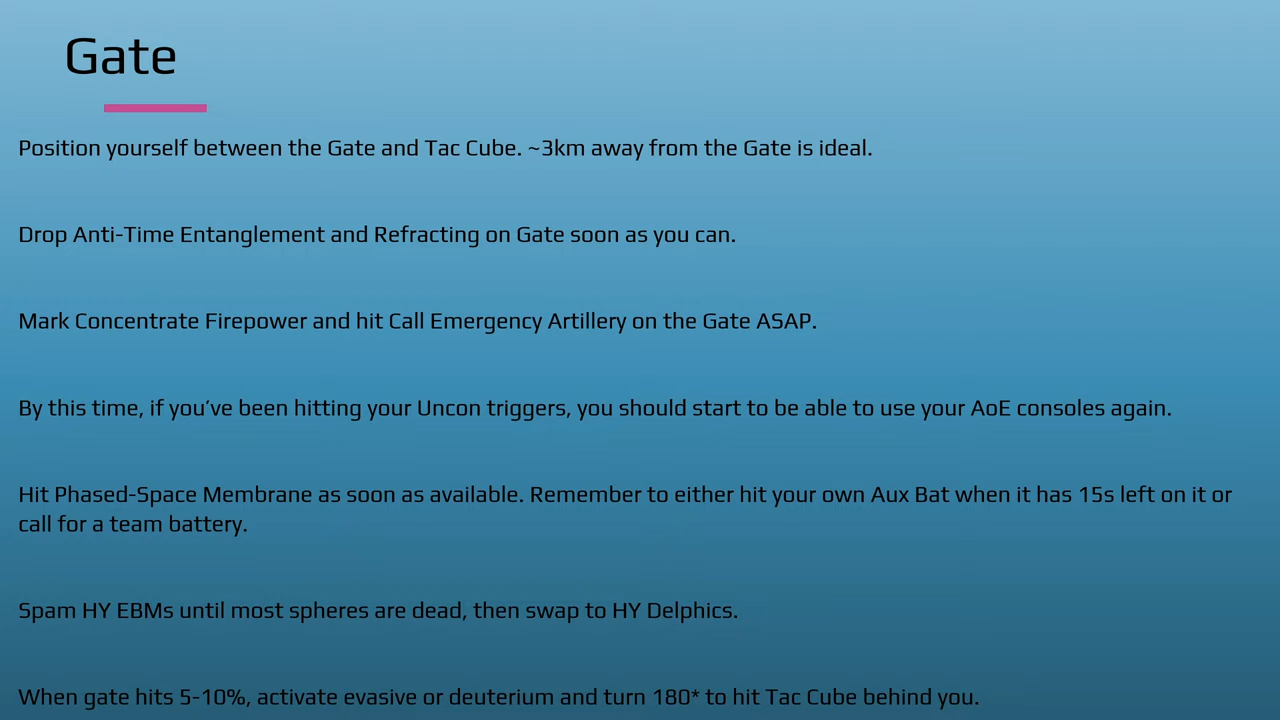 Gate
Position yourself between the Gate and Tac Cube. ~3km away from the Gate is ideal.
Drop Anti-Time Entanglement and Refracting on Gate soon as you can.
Mark Concentrate Firepower and hit Call Emergency Artillery on the Gate ASAP.
By this time, if you’ve been hitting your Uncon triggers, you should start to be able to use your AoE consoles again.
Hit Phased-Space Membrane as soon as available. Remember to either hit your own Aux Bat when it has 15s left on it or
call for a team battery.
Spam HY EBMs until most spheres are dead, then swap to HY Delphics.
When gate hits 5-10%, activate evasive or deuterium and turn 180* to hit Tac Cube behind you.